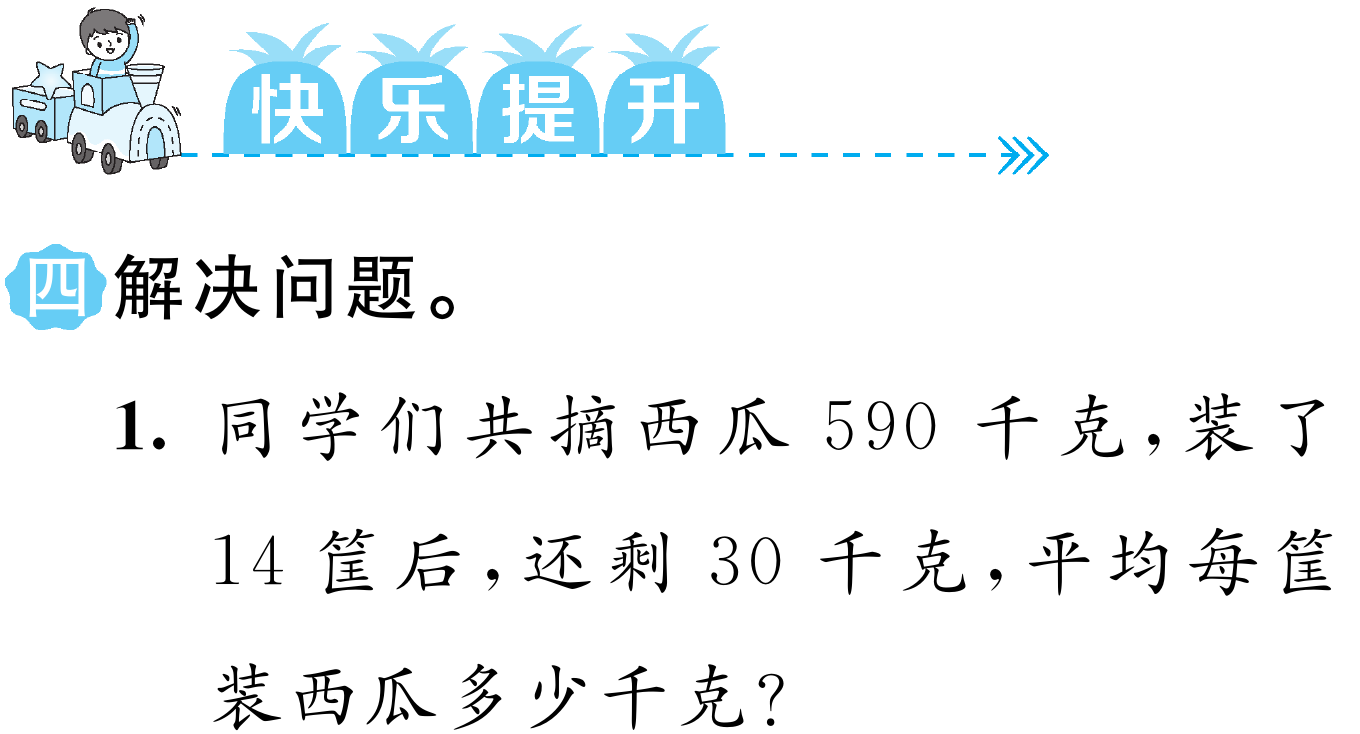 快乐提升
四 解决问题。
1. 同学们共摘西瓜 590 千克,装了
14 筐后,还剩 30 千克,平均每筐
装西瓜多少千克?